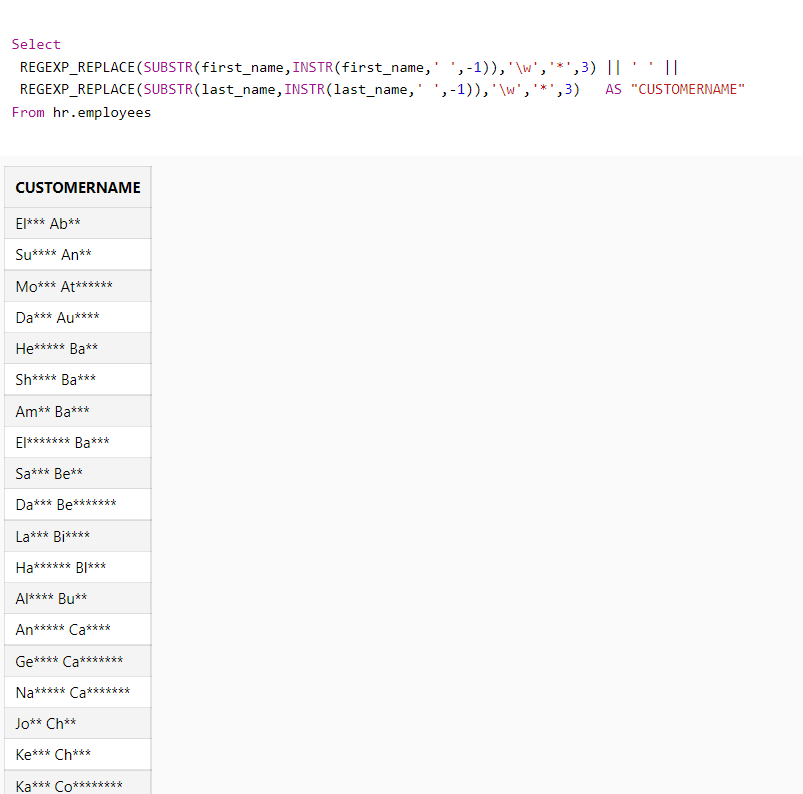 Select
REGEXP_REPLACE(SUBSTR(first_name,INSTR(first_name,' ',-1)),'\w','*',3) || ' ' ||
REGEXP_REPLACE(SUBSTR(last_name,INSTR(last_name,' ',-1)),'\w','*',3)   AS "CUSTOMERNAME"
From hr.employees
CUSTOMERNAME
El*** Ab**
Su**** An**
Mo*** At******
Da*** Au****
He***** Ba**
Sh**** Ba***
Am** Ba***
El******* Ba***
Sa*** Be**
Da*** Be*******
La*** Bi****
Ha****** Bl***
Al**** Bu**
An***** Ca****
Ge**** Ca*******
Na***** Ca*******
Jo** Ch**
Ke*** Ch***
Ka*** Co********